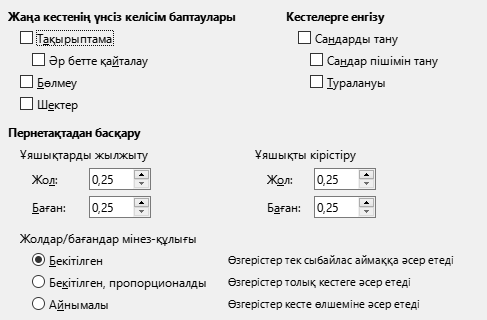 Жаңа кестенің үнсіз келісім баптаулары
Тақырыптама
Әр бетте қайталау
Бөлмеу
Шектер
Кестелерге енгізу
Сандарды тану
Сандар пішімін тану
Туралануы
Пернетақтадан басқару
Ұяшықтарды жылжыту
Жол: 0,25
Баған: 0,25
Ұяшықты кірістіру
Жол: 0,25
Баған: 0,25
Жолдар/бағандар мінез-құлығы
Бекітілген Өзгерістер тек сыбайлас аймаққа әсер етеді
Бекітілген, пропорционалды Өзгерістер толық кестеге әсер етеді
Айнымалы Өзгерістер кесте өлшеміне әсер етеді